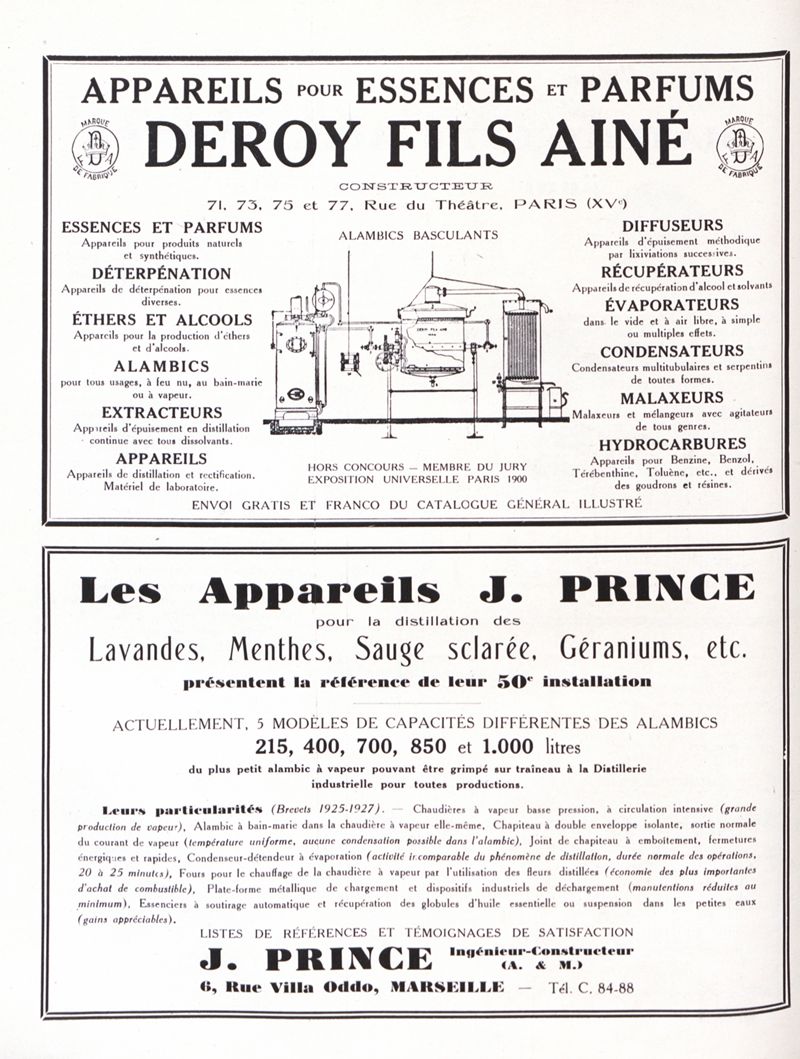 APPAREILS POUR ESSENCES ET PARFUMS
DEROY FILS AINÉ
MARQUE
DE FABRIQUE
MARQUE
DE FABRIQUE
CONSTRUCTEUR
71, 73, 75 et 77, Rue du Théâtre, PARIS (XVe)
ESSENCES ET PARFUMS
Appareils pour produits naturels
et synthétiques.
DÉTERPÉNATION
Appareils de déterpénation pour essences
diverses.
ÉTHERS ET ALCOOLS
Appareils pour la production d'éthers
et d'alcools.
ALAMBICS
pour tous usages, à feu nu, au bain-marie
ou à vapeur.
EXTRACTEURS
Appareils d'épuisement en distillation
continue avec tous dissolvants.
APPAREILS
Appareils de distillation et rectification.
Matériel de laboratoire.
ALAMBICS BASCULANTS
DEROY FILS AINÉ
PARIS
HORS CONCOURS — MEMBRE DU JURY
EXPOSITION UNIVERSELLE PARIS 1900
DIFFUSEURS
Appareils d'épuisement méthodique
par lixiviations successives.
RÉCUPÉRATEURS
Appareils de récupération d'alcool et solvants
ÉVAPORATEURS
dans le vide et à air libre, à simple
ou multiples effets.
CONDENSATEURS
Condensateurs multitubulaires et serpentins
de toutes formes.
MALAXEURS
Malaxeurs et mélangeurs avec agitateurs
de tous genres.
HYDROCARBURES
Appareils pour Benzine, Benzol,
Térébenthine, Toluène, etc., et dérivés
des goudrons et résines.
ENVOI GRATIS ET FRANCO DU CATALOGUE GÉNÉRAL ILLUSTRÉ
Les Appareils J. PRINCE
pour la distillation des
Lavandes, Menthes, Sauge sclarée, Géraniums, etc.
présentent la référence de leur 50e installation
ACTUELLEMENT, 5 MODÈLES DE CAPACITÉS DIFFÉRENTES DES ALAMBICS
215, 400, 700, 850 et 1.000 litres
du plus petit alambic à vapeur pouvant être grimpé sur traîneau à la Distillerie
industrielle pour toutes productions.
Leurs particularités (Brevets 1925-1927). — Chaudières à vapeur basse pression, à circulation intensive (grande
production de vapeur), Alambic à bain-marie dans la chaudière à vapeur elle-même, Chapiteau à double enveloppe isolante, sortie normale
du courant de vapeur (température uniforme, aucune condensation possible dans l'alambic), Joint de chapiteau à emboîtement, fermetures
énergiques et rapides, Condenseur-détendeur à évaporation (activité incomparable du phénomène de distillation, durée normale des opérations,
20 à 25 minutes), Fours pour le chauffage de la chaudière à vapeur par l'utilisation des fleurs distillées (économie des plus importantes
d'achat de combustible), Plate-forme métallique de chargement et dispositifs industriels de déchargement (manutentions réduites au
minimum), Essenciers à soutirage automatique et récupération des globules d'huile essentielle ou suspension dans les petites eaux
(gains appréciables).
LISTES DE RÉFÉRENCES ET TÉMOIGNAGES DE SATISFACTION
J. PRINCE Ingénieur-Constructeur
(A. & M.)
6, Rue Villa Oddo, MARSEILLE — Tél. C. 84-88